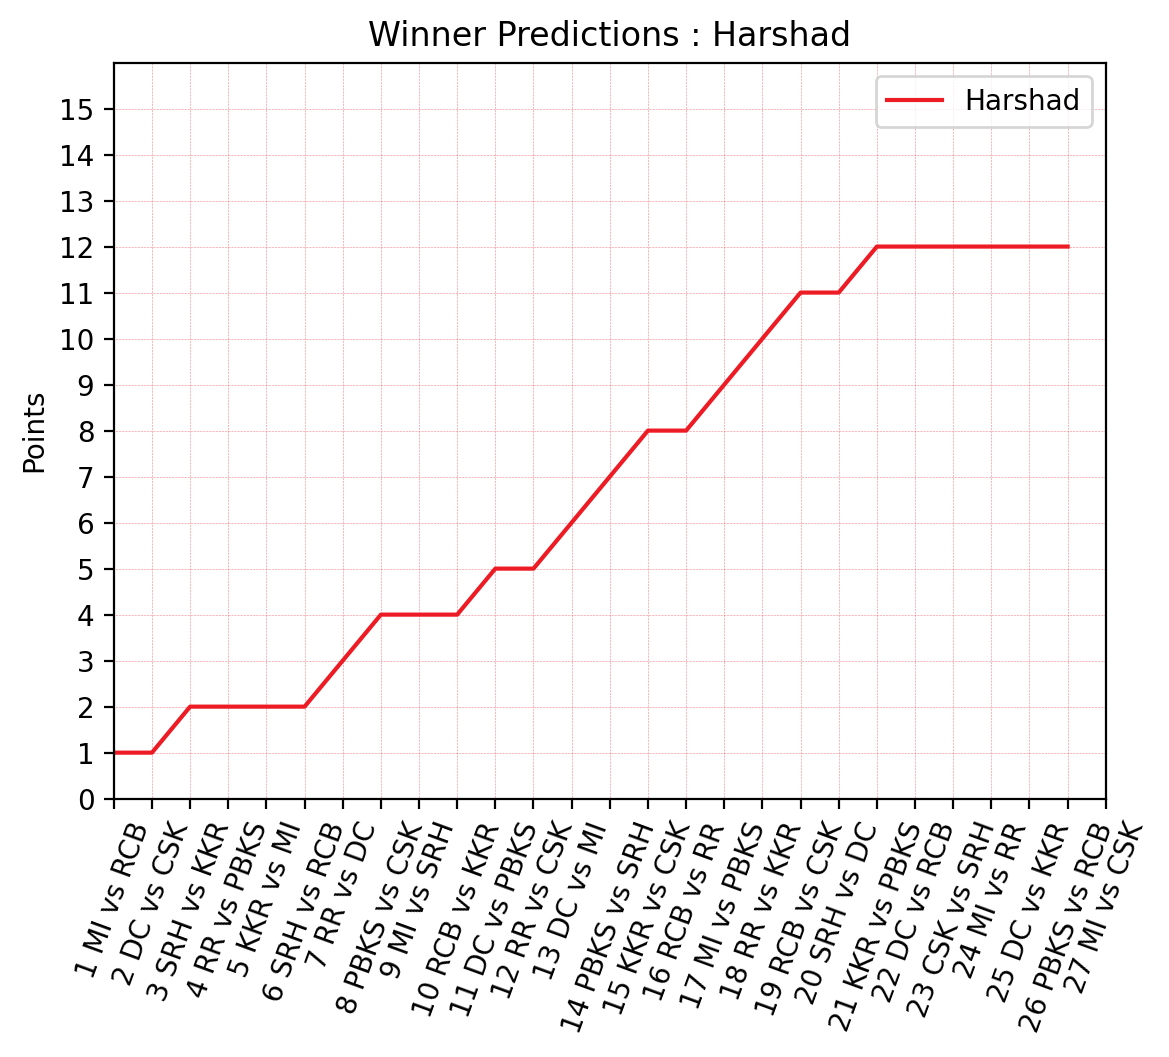 Winner Predictions : Harshad
Harshad
Points
15
14
13
12
11
10
9
8
7
6
5
4
3
2
1
0
1 MI vs RCB
2 DC vs CSK
3 SRH vs KKR
4 RR vs PBKS
5 KKR vs MI
6 SRH vs RCB
7 RR vs DC
8 PBKS vs CSK
9 MI vs SRH
10 RCB vs KKR
11 DC vs PBKS
12 RR vs CSK
13 DC vs MI
14 PBKS vs SRH
15 KKR vs CSK
16 RCB vs RR
17 MI vs PBKS
18 RR vs KKR
19 RCB vs CSK
20 SRH vs DC
21 KKR vs PBKS
22 DC vs RCB
23 CSK vs SRH
24 MI vs RR
25 DC vs KKR
26 PBKS vs RCB
27 MI vs CSK